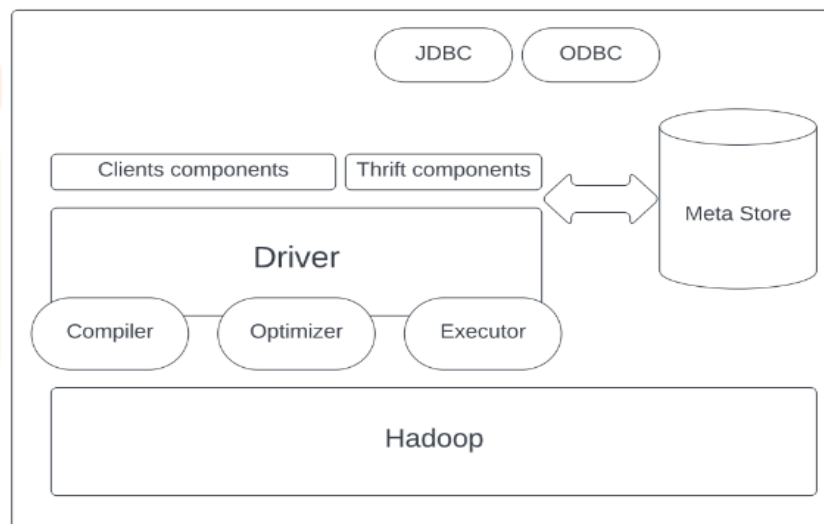 JDBC
ODBC
Clients components
Thrift components
Meta Store
Driver
Compiler
Optimizer
Executor
Hadoop